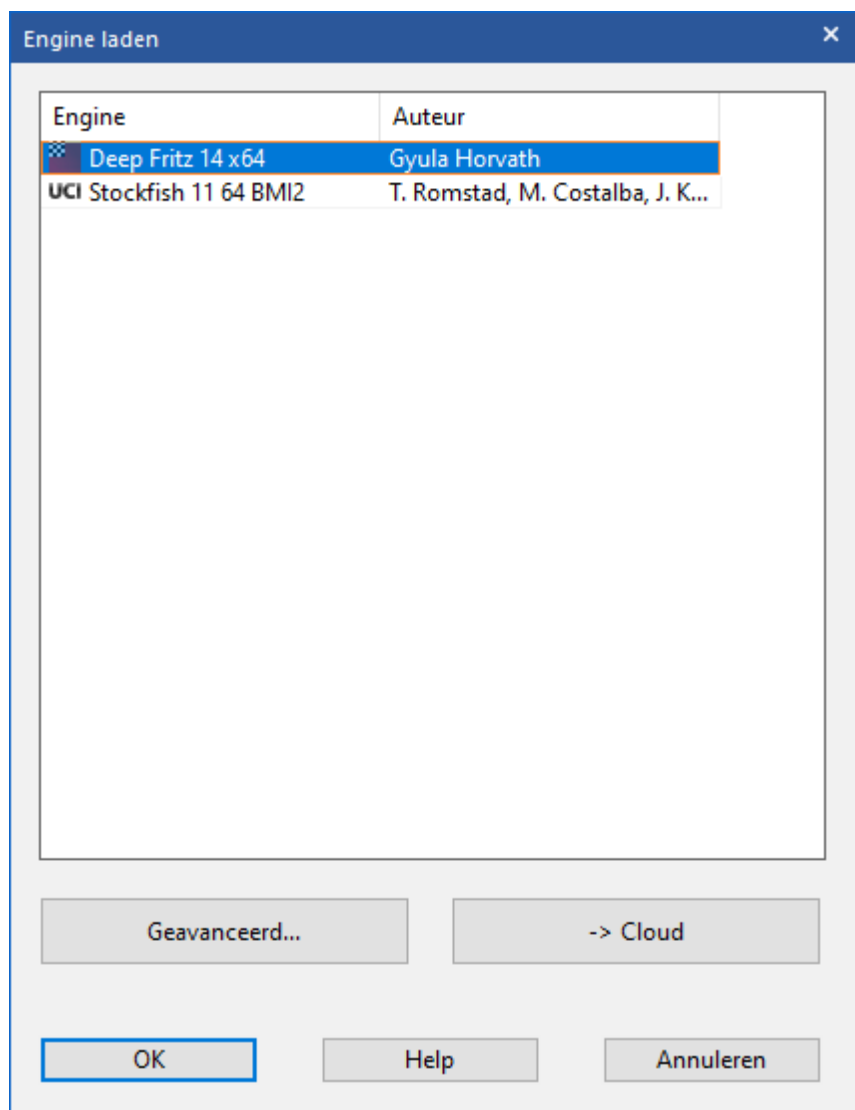 Engine laden
Engine Auteur
Deep Fritz 14 x64 Gyula Horvath
UCI Stockfish 11 64 BMI2 T. Romstad, M. Costalba, J. K...
Geavanceerd... -> Cloud
OK Help Annuleren